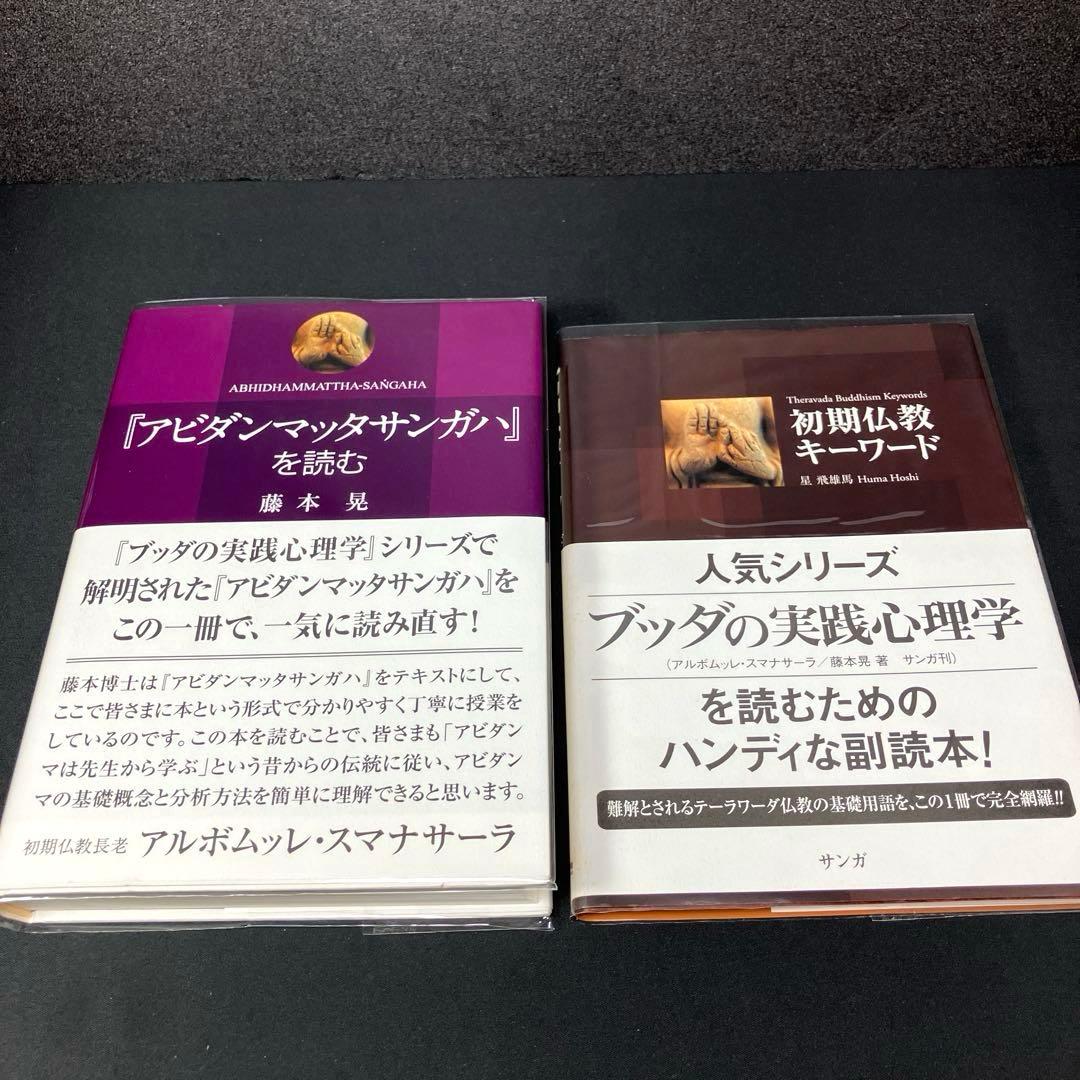 ABHIDHAMMATTHA-SAṄGAHA
『アビダンマッタサンガハ』
を読む
藤本 晃
『ブッダの実践心理学』シリーズで
解明された『アビダンマッタサンガハ』を
この一冊で、一気に読み直す!
藤本博士は『アビダンマッタサンガハ』をテキストにして、
ここで皆さまに本という形式で分かりやすく丁寧に授業を
しているのです。この本を読むことで、皆さまも「アビダン
マは先生から学ぶ」という昔からの伝統に従い、アビダン
マの基礎概念と分析方法を簡単に理解できると思います。
初期仏教長老 アルボムッレ・スマナサーラ
Theravada Buddhism Keywords
初期仏教
キーワード
星 飛雄馬 Huma Hoshi
人気シリーズ
ブッダの実践心理学
(アルボムッレ・スマナサーラ/藤本晃 著 サンガ刊)
を読むための
ハンディな副読本!
難解とされるテーラワーダ仏教の基礎用語を、この1冊で完全網羅!!
サンガ